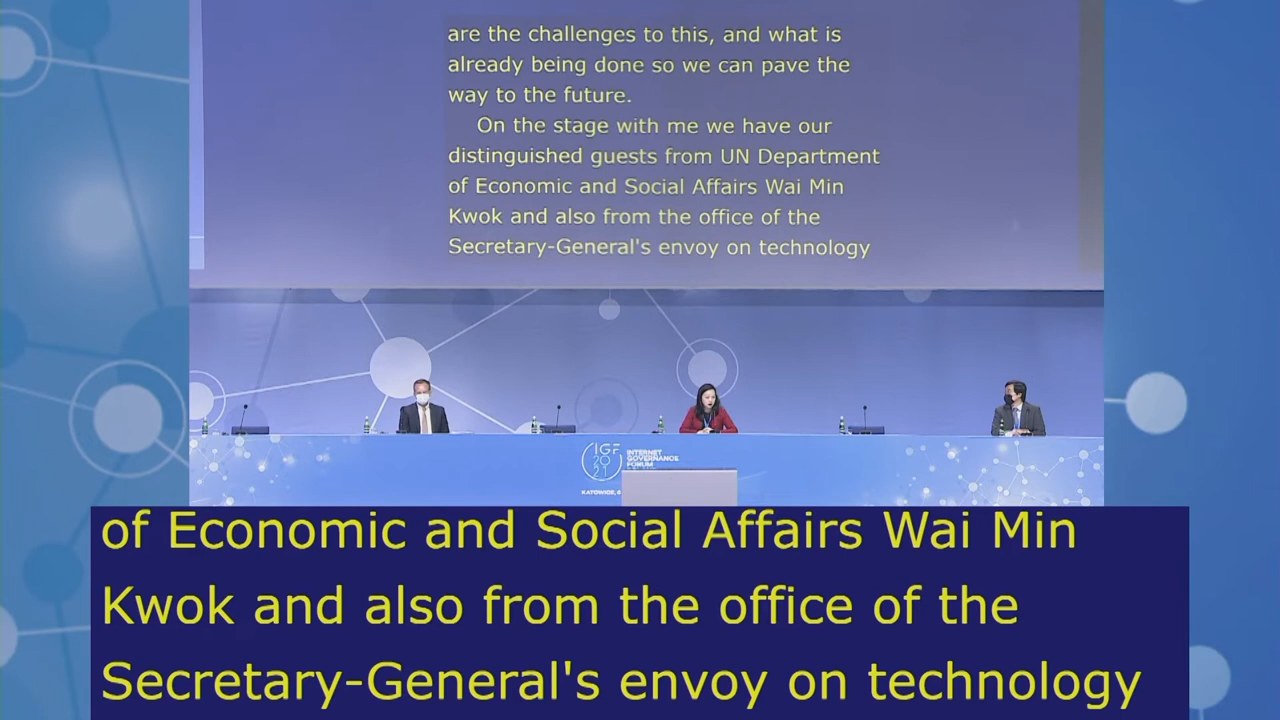 are the challenges to this, and what is
already being done so we can pave the
way to the future.
On the stage with me we have our
distinguished guests from UN Department
of Economic and Social Affairs Wai Min
Kwok and also from the office of the
Secretary-General's envoy on technology
IGF
20
21
INTERNET
GOVERNANCE
FORUM
KATOWICE, 
of Economic and Social Affairs Wai Min
Kwok and also from the office of the
Secretary-General's envoy on technology